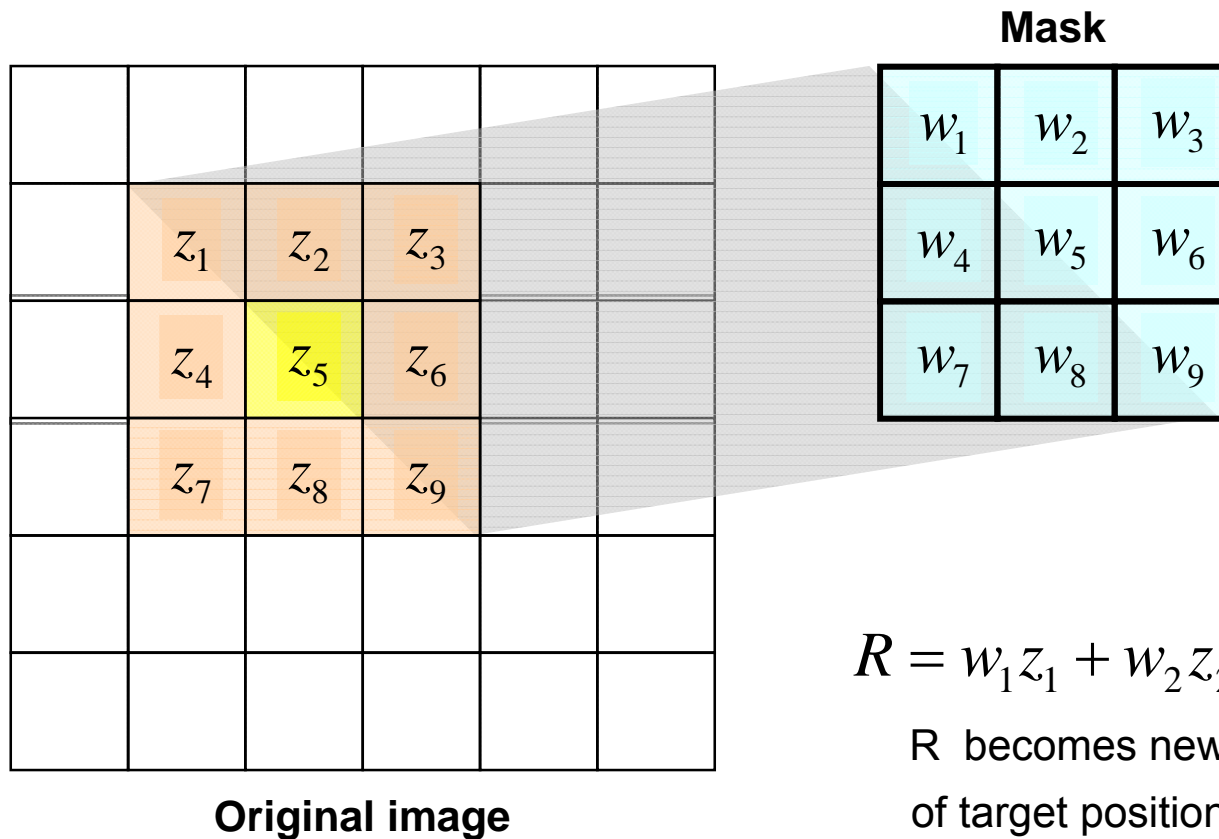 Mask
w₁ w₂ w₃
w₄ w₅ w₆
w₇ w₈ w₉
z₁ z₂ z₃
z₄ z₅ z₆
z₇ z₈ z₉
R = w₁z₁ + w₂z₂
R becomes new
of target position
Original image